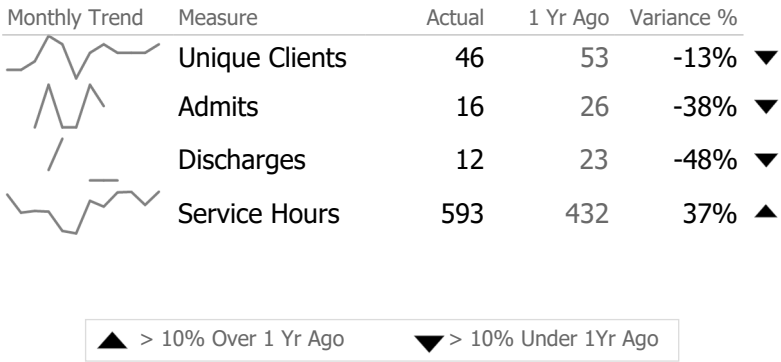 Monthly Trend Measure Actual 1 Yr Ago Variance %
Unique Clients 46 53 -13% ▼
Admits 16 26 -38% ▼
Discharges 12 23 -48% ▼
Service Hours 593 432 37% ▲
▲ > 10% Over 1 Yr Ago ▼ > 10% Under 1Yr Ago